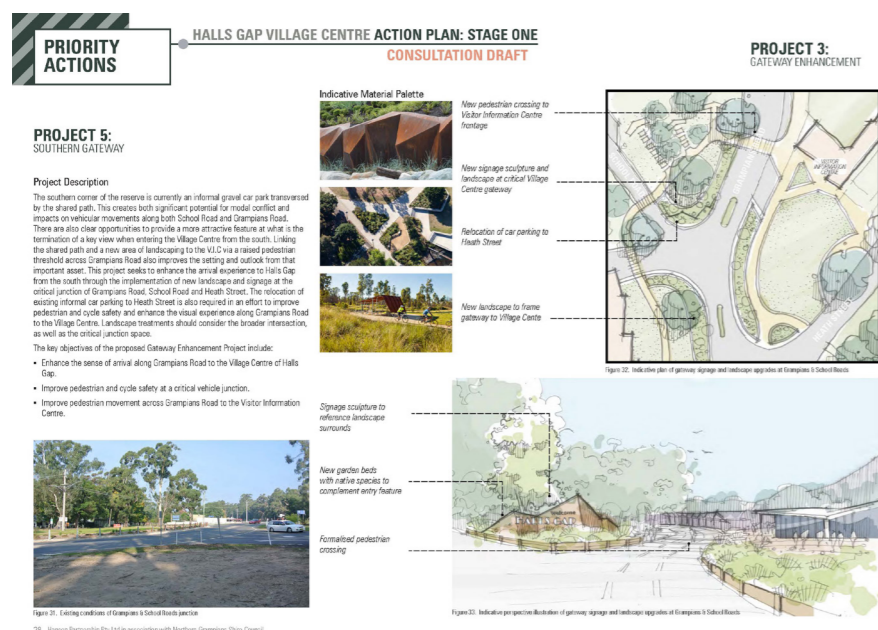 PRIORITY
ACTIONS
HALLS GAP VILLAGE CENTRE ACTION PLAN: STAGE ONE
CONSULTATION DRAFT
PROJECT 3:
GATEWAY ENHANCEMENT
PROJECT 5:
SOUTHERN GATEWAY
Project Description
The southern corner of the reserve is currently an informal gravel car park transversed
by the shared path. This creates both significant potential for modal conflict and
impacts on vehicular movements along both School Road and Grampians Road.
There are also clear opportunities to provide a more attractive feature at what is the
termination of a key view when entering the Village Centre from the south. Linking
the shared path and a new area of landscaping to the V.I.C via a raised pedestrian
threshold across Grampians Road also improves the setting and outlook from that
important asset. This project seeks to enhance the arrival experience to Halls Gap
from the south through the implementation of new landscape and signage at the
critical junction of Grampians Road, School Road and Heath Street. The relocation of
existing informal car parking to Heath Street is also required in an effort to improve
pedestrian and cycle safety and enhance the visual experience along Grampians Road
to the Village Centre. Landscape treatments should consider the broader intersection,
as well as the critical junction space.
The key objectives of the proposed Gateway Enhancement Project include:
• Enhance the sense of arrival along Grampians Road to the Village Centre of Halls
Gap.
• Improve pedestrian and cycle safety at a critical vehicle junction.
• Improve pedestrian movement across Grampians Road to the Visitor Information
Centre.
Figure 31. Existing conditions of Grampians & School Roads junction
Indicative Material Palette
New pedestrian crossing to
Visitor Information Centre
frontage
New signage sculpture and
landscape at critical Village
Centre gateway
Relocation of car parking to
Heath Street
New landscape to frame
gateway to Village Cente
VISITOR
INFORMATION
CENTRE
Figure 32. Indicative plan of gateway signage and landscape upgrades at Grampians & School Roads
Signage sculpture to
reference landscape
surrounds
New garden beds
with native species to
complement entry feature
Formalised pedestrian
crossing
Figure 33. Indicative perspective illustration of gateway signage and landscape upgrades at Grampians & School Roads